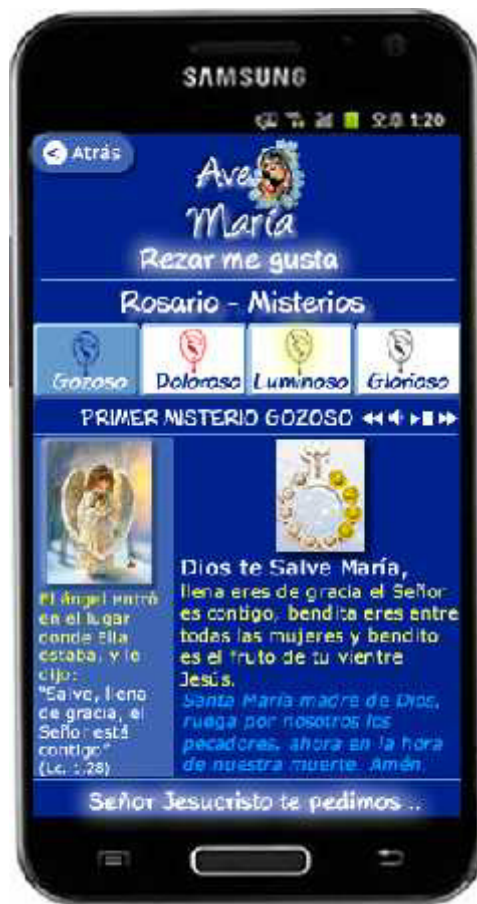 SAMSUNG
1:20
Atrás
Ave
María
Rezar me gusta
Rosario - Misterios
Gozoso Doloroso Luminoso Glorioso
PRIMER MISTERIO GOZOSO
El ángel entró
en el lugar
donde Ella
estaba, y le
dijo:
"Salve, llena
de gracia, el
Señor está
contigo"
(Lc. 1,28)
Dios te Salve María,
llena eres de gracia el Señor
es contigo, bendita eres entre
todas las mujeres y bendito
es el fruto de tu vientre
Jesús.
Santa María madre de Dios,
ruega por nosotros los
pecadores, ahora en la hora
de nuestra muerte. Amén.
Señor Jesucristo te pedimos ..